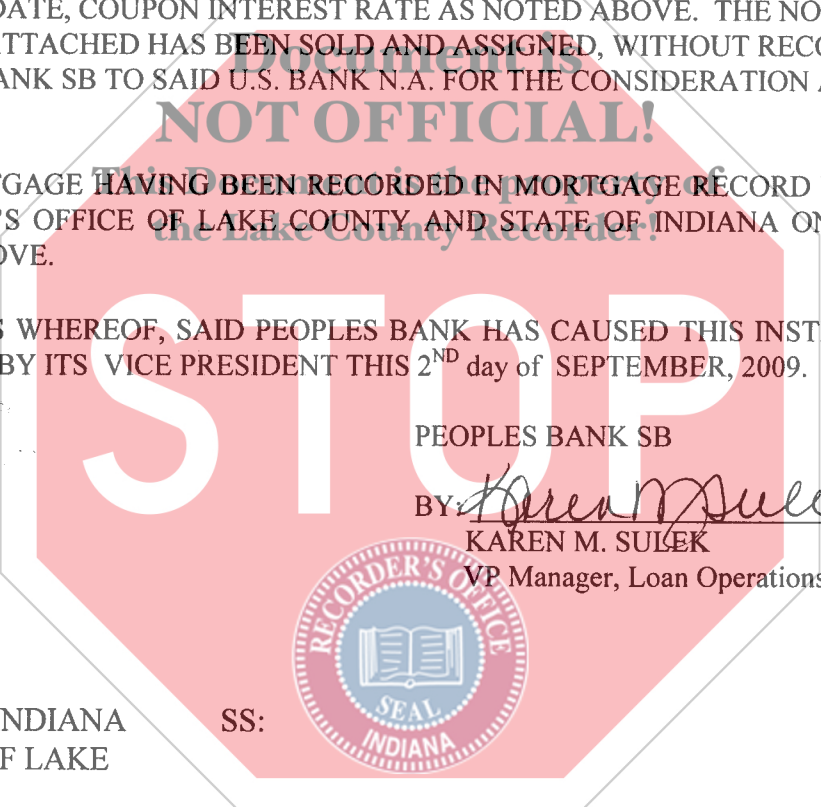 DATE, COUPON INTEREST RATE AS NOTED ABOVE. THE NO
TTACHED HAS BEEN SOLD AND ASSIGNED, WITHOUT RECO
Document is
ANK SB TO SAID U.S. BANK N.A. FOR THE CONSIDERATION A
NOT OFFICIAL!
This Document is the property of
TGAGE HAVING BEEN RECORDED IN MORTGAGE RECORD
the Lake County Recorder!
'S OFFICE OF LAKE COUNTY AND STATE OF INDIANA ON
OVE.
STOP
S WHEREOF, SAID PEOPLES BANK HAS CAUSED THIS INST
BY ITS VICE PRESIDENT THIS 2ND day of SEPTEMBER, 2009.
PEOPLES BANK SB
BY: Karen M Sule
KAREN M. SULEK
VP Manager, Loan Operations
RECORDER'S OFFICE
SEAL
INDIANA
NDIANA SS:
F LAKE